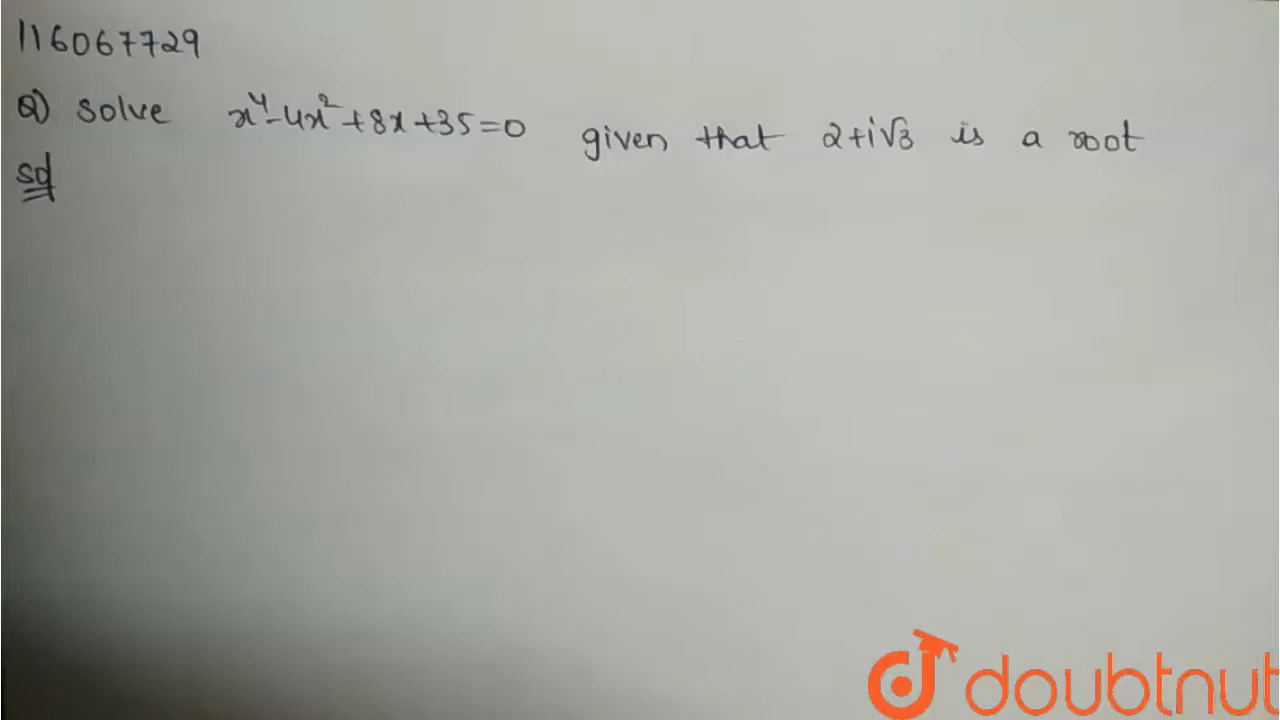 116067729
Q) solve x⁴-4x²+8x+35=0 given that 2+i√3 is a root
Sol
doubtnut